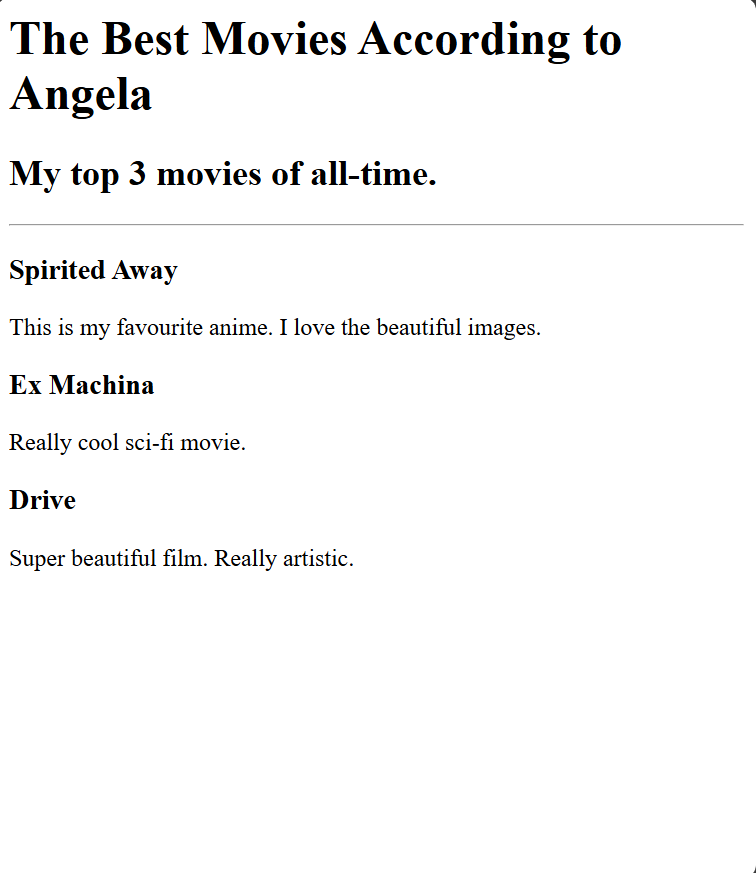 The Best Movies According to
Angela
My top 3 movies of all-time.
Spirited Away
This is my favourite anime. I love the beautiful images.
Ex Machina
Really cool sci-fi movie.
Drive
Super beautiful film. Really artistic.